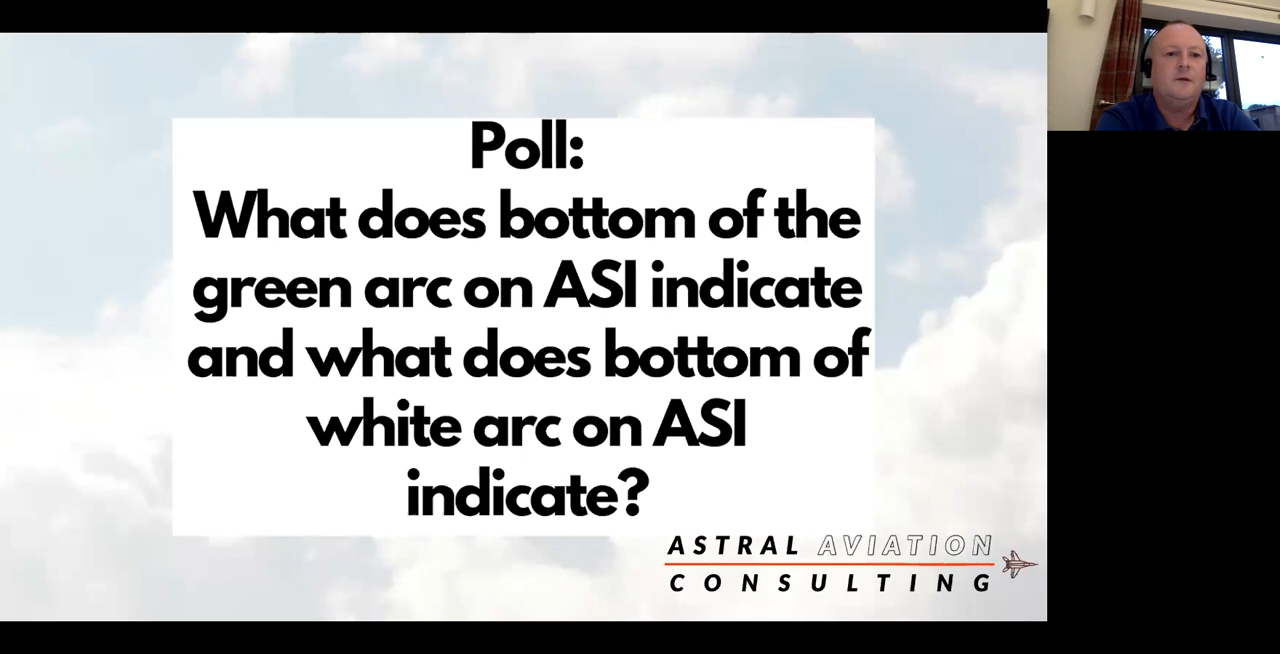 Poll:
What does bottom of the
green arc on ASI indicate
and what does bottom of
white arc on ASI
indicate?
ASTRAL AVIATION
CONSULTING